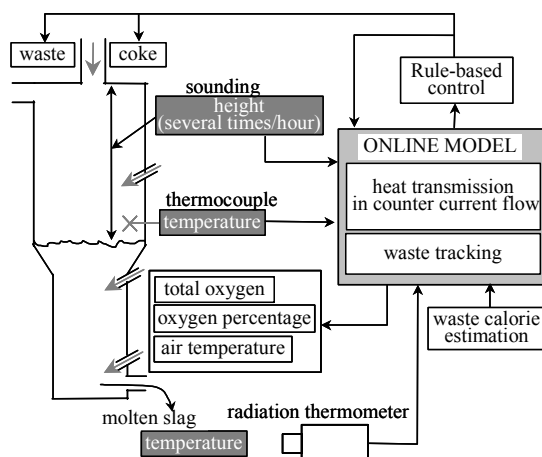 waste
coke
sounding
height
(several times/hour)
thermocouple
temperature
Rule-based
control
ONLINE MODEL
heat transmission
in counter current flow
waste tracking
total oxygen
oxygen percentage
air temperature
waste calorie
estimation
molten slag
temperature
radiation thermometer